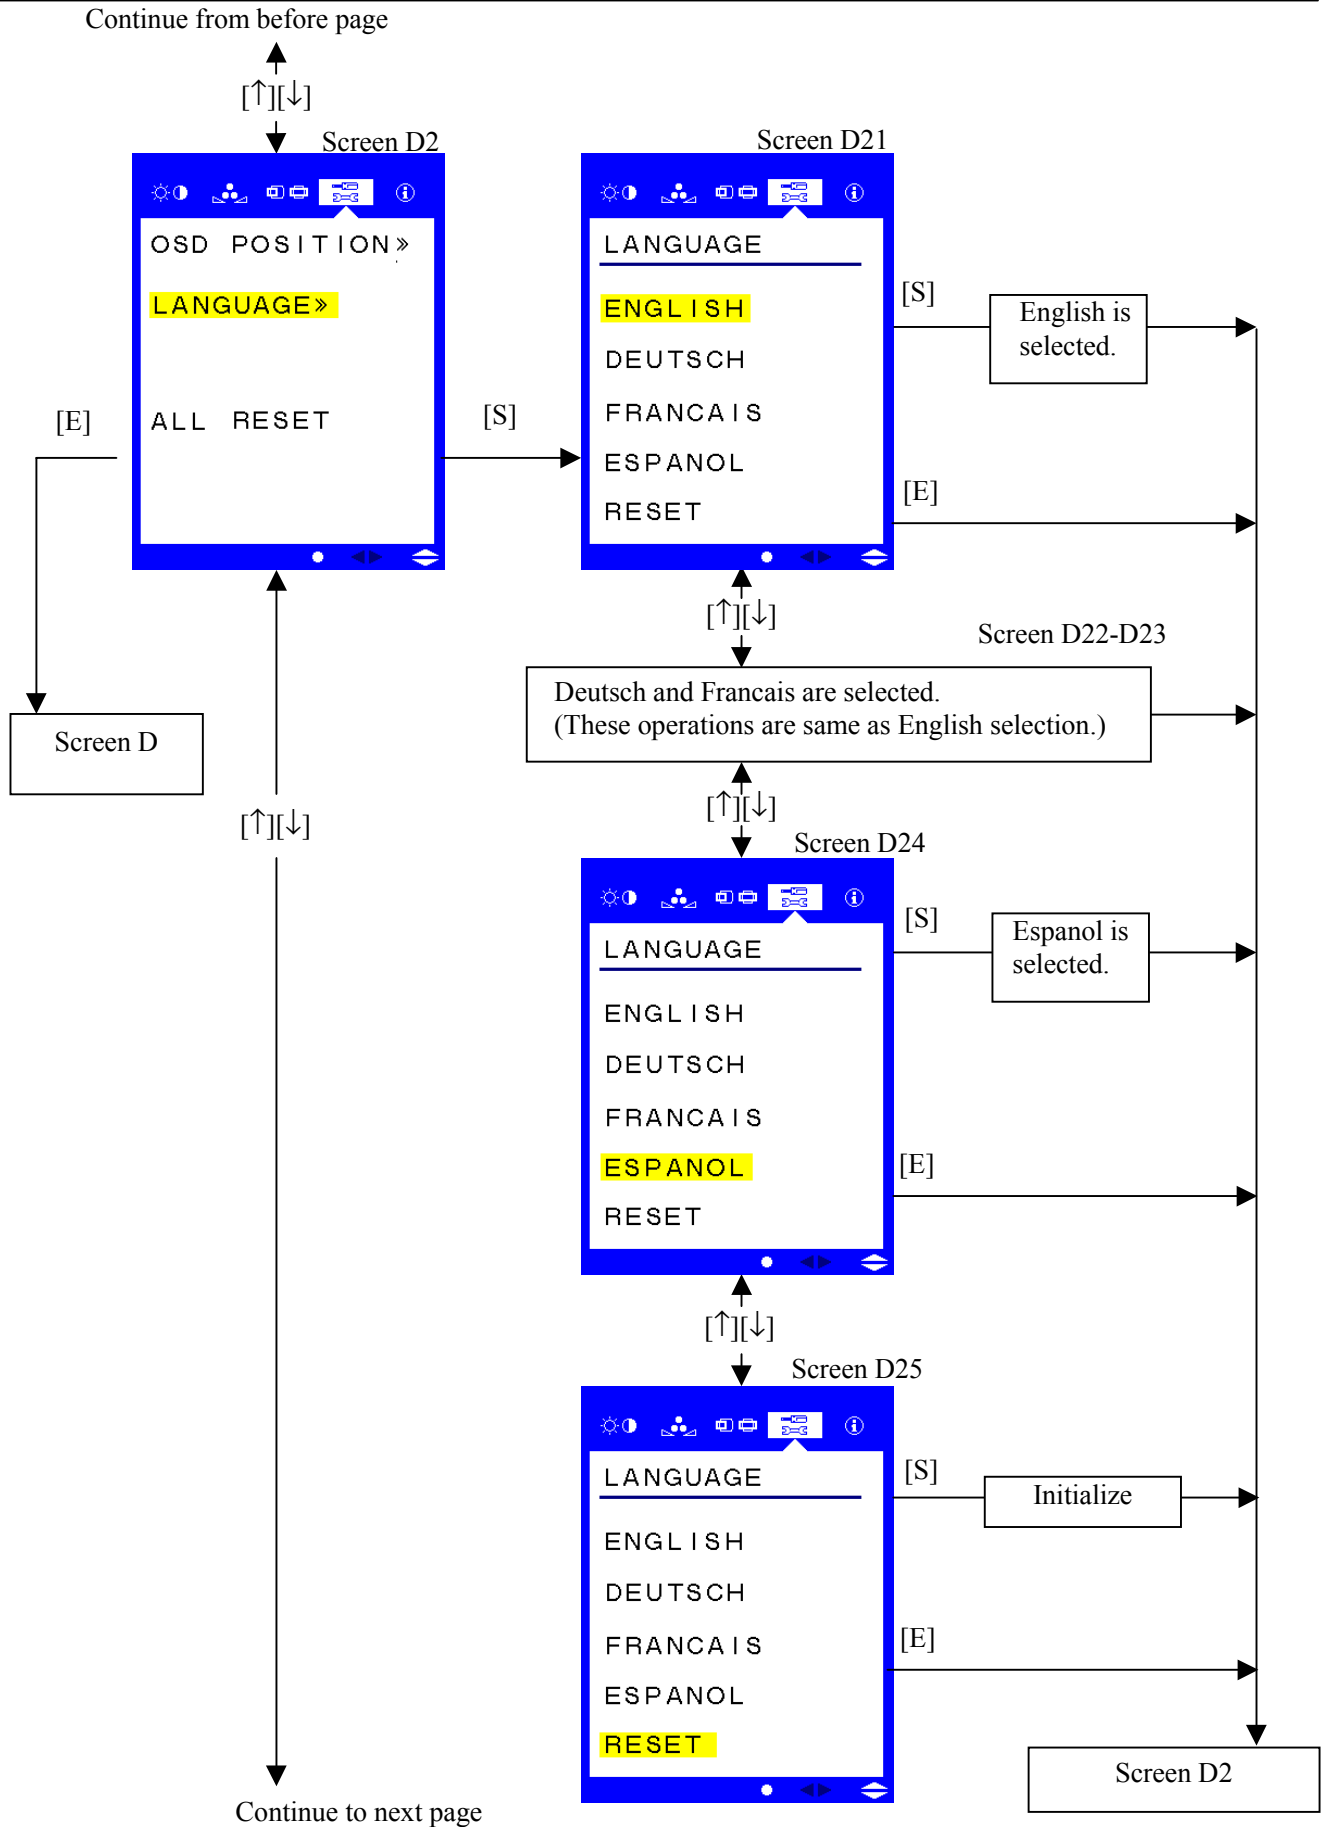 Continue from before page
[↑][↓]
Screen D2
OSD POSITION»
LANGUAGE»
ALL RESET
[E]
[S]
Screen D
[↑][↓]
Continue to next page
Screen D21
LANGUAGE
ENGLISH
DEUTSCH
FRANCAIS
ESPANOL
RESET
[S]
English is
selected.
[E]
[↑][↓]
Screen D22-D23
Deutsch and Francais are selected.
(These operations are same as English selection.)
[↑][↓]
Screen D24
LANGUAGE
ENGLISH
DEUTSCH
FRANCAIS
ESPANOL
RESET
[S]
Espanol is
selected.
[E]
[↑][↓]
Screen D25
LANGUAGE
ENGLISH
DEUTSCH
FRANCAIS
ESPANOL
RESET
[S]
Initialize
[E]
Screen D2